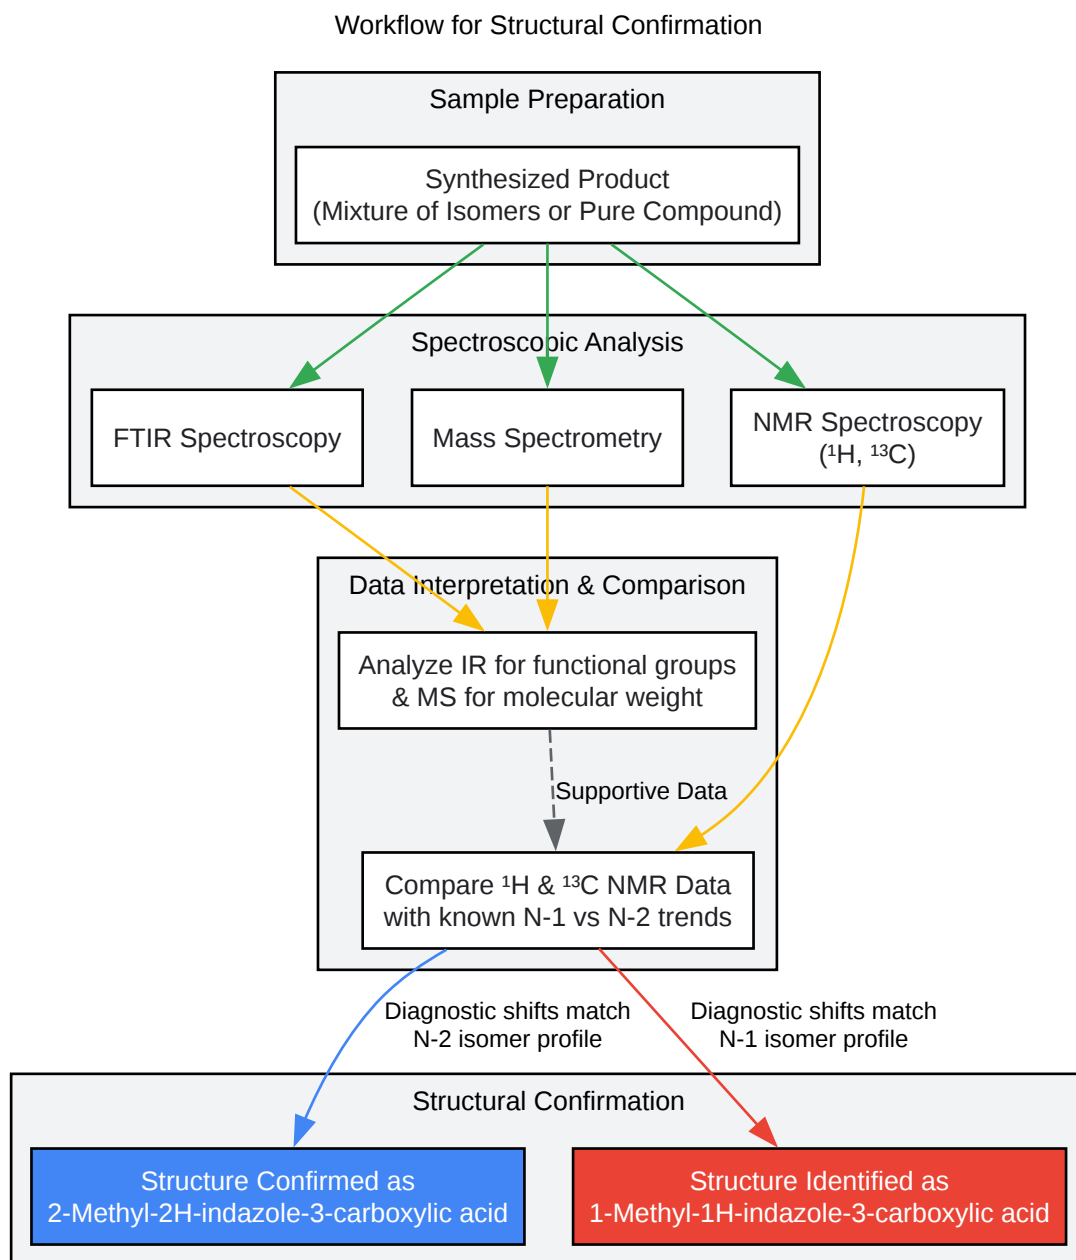 Workflow for Structural Confirmation
Sample Preparation
Synthesized Product
(Mixture of Isomers or Pure Compound)
Spectroscopic Analysis
FTIR Spectroscopy
Mass Spectrometry
NMR Spectroscopy
(¹H, ¹³C)
Data Interpretation & Comparison
Analyze IR for functional groups
& MS for molecular weight
Supportive Data
Compare ¹H & ¹³C NMR Data
with known N-1 vs N-2 trends
Diagnostic shifts match
N-2 isomer profile
Diagnostic shifts match
N-1 isomer profile
Structural Confirmation
Structure Confirmed as
2-Methyl-2H-indazole-3-carboxylic acid
Structure Identified as
1-Methyl-1H-indazole-3-carboxylic acid